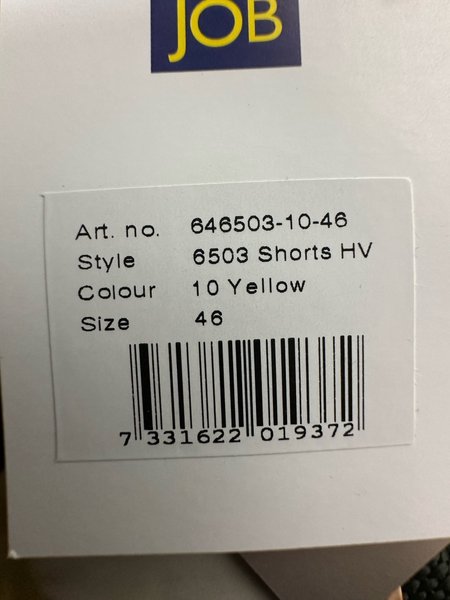 JOB
Art. no. 646503-10-46
Style 6503 Shorts HV
Colour 10 Yellow
Size 46
7 331622 019372